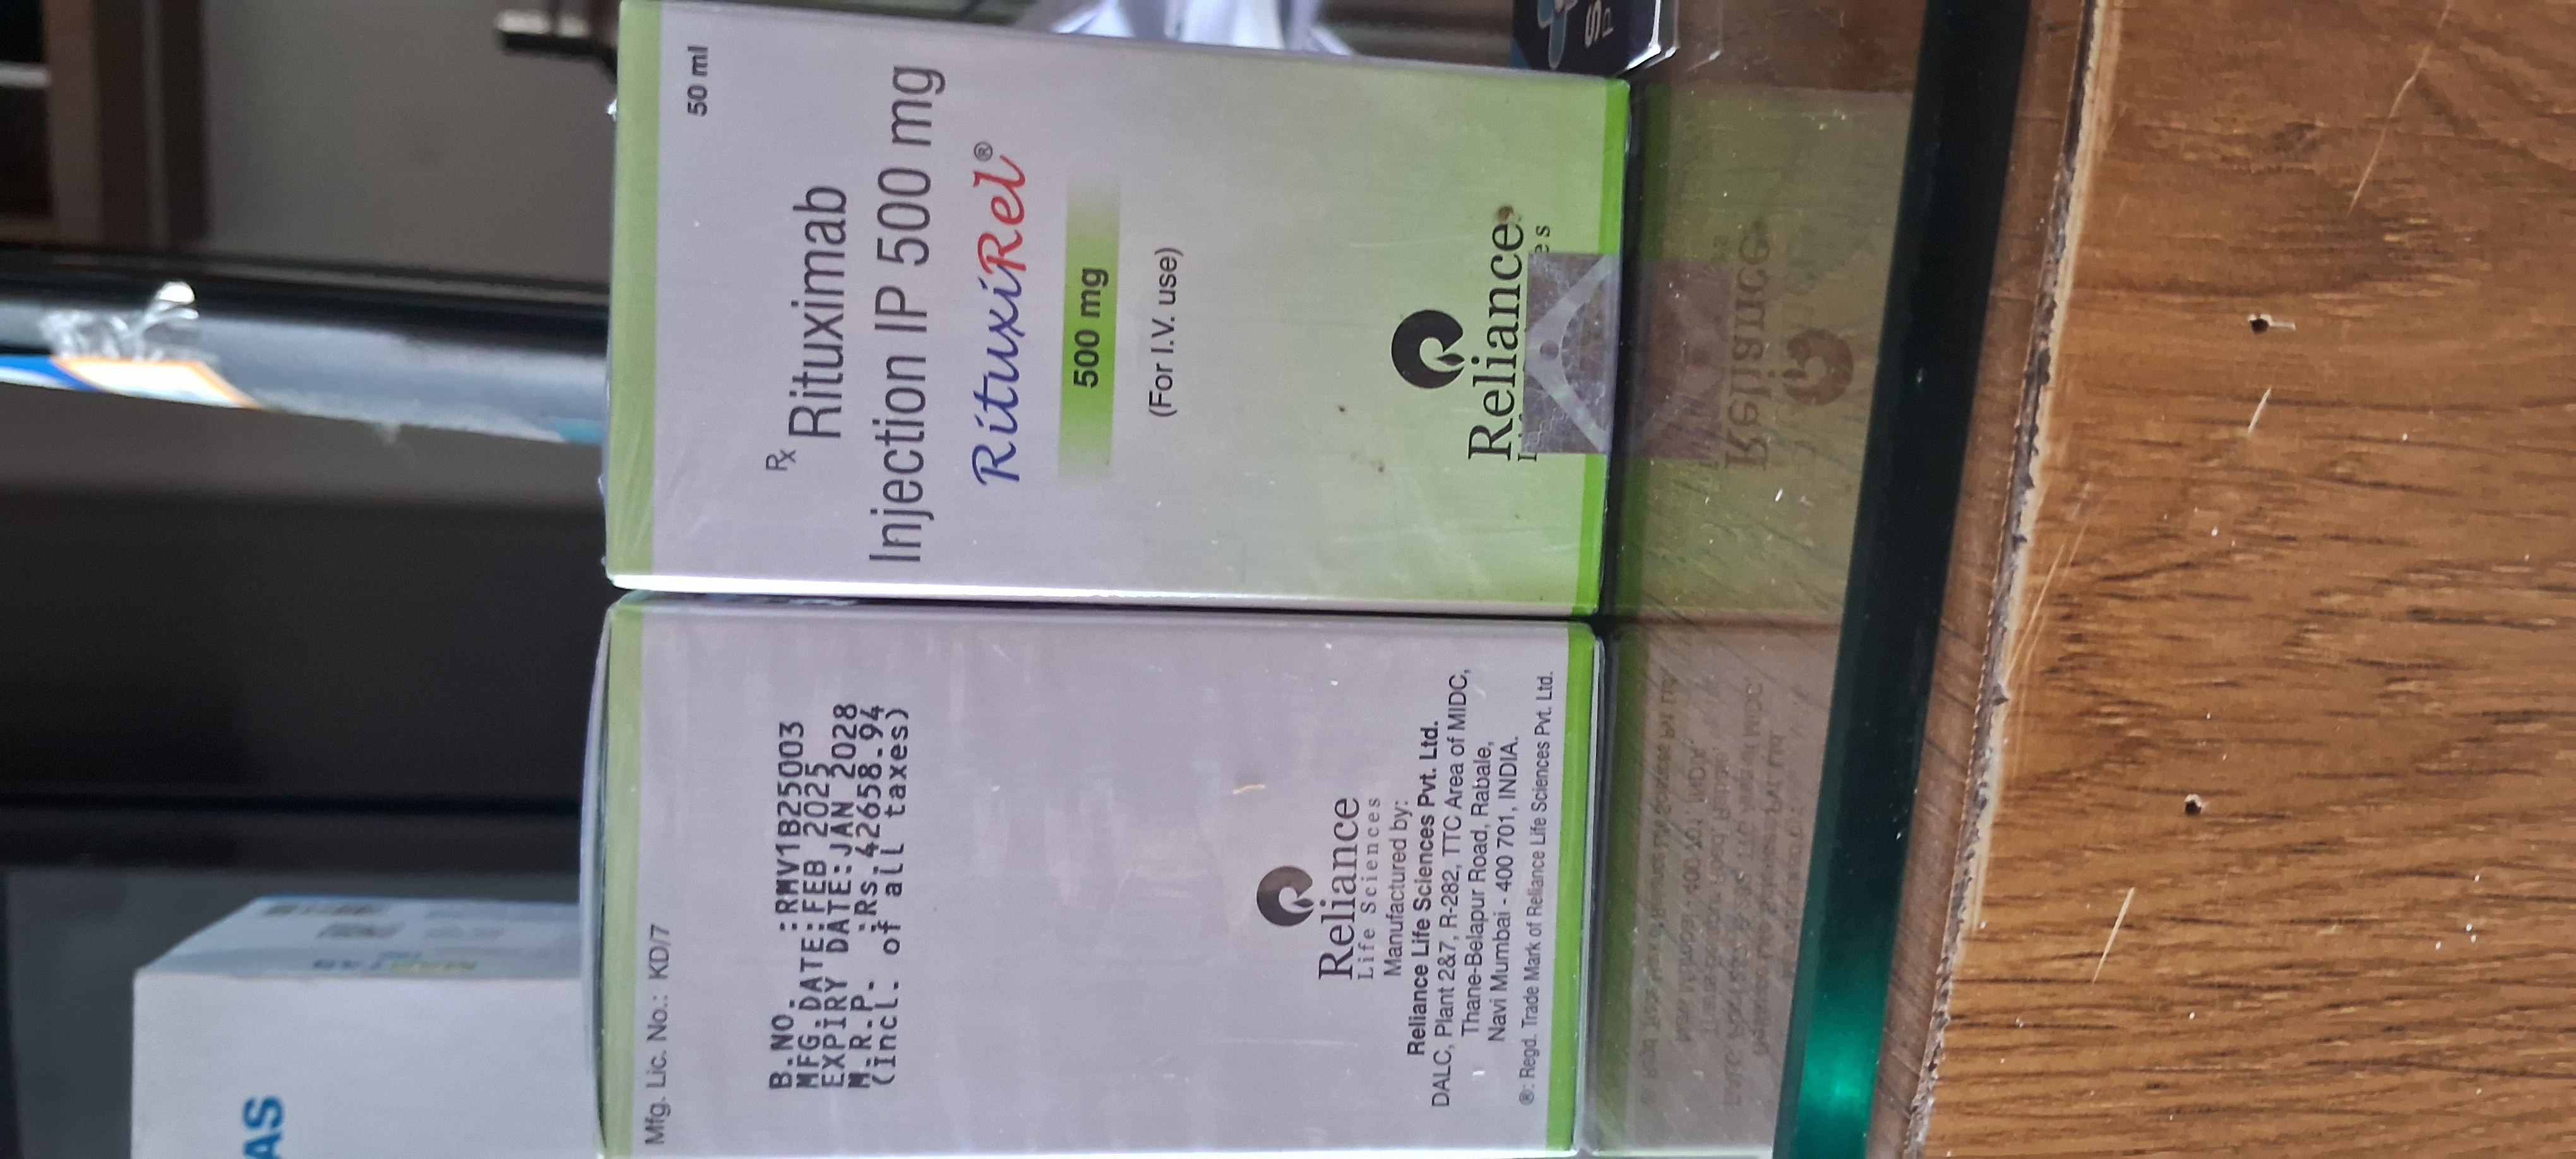 Mfg. Lic. No.: KD/7
B.NO. :RMV1B25003
MFG.DATE:FEB 2025
EXPIRY DATE:JAN 2028
M.R.P. :RS.42658.94
(Incl. of all taxes)
Reliance
Life Sciences
Manufactured by:
Reliance Life Sciences Pvt. Ltd.
DALC, Plant 2&7, R-282, TTC Area of MIDC,
Thane-Belapur Road, Rabale,
Navi Mumbai - 400 701, INDIA.
®: Regd. Trade Mark of Reliance Life Sciences Pvt. Ltd.
50 ml
Rx Rituximab
Injection IP 500 mg
RituxiRel®
500 mg
(For I.V. use)
Reliance
AS